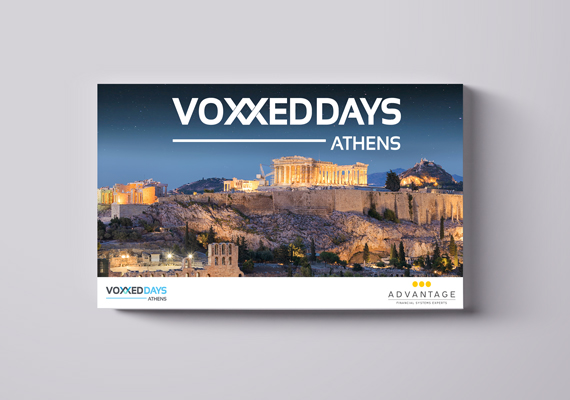 VOXXEDDAYS
ATHENS
VOXXEDDAYS
ATHENS
ADVANTAGE
FINANCIAL SYSTEMS EXPERTS